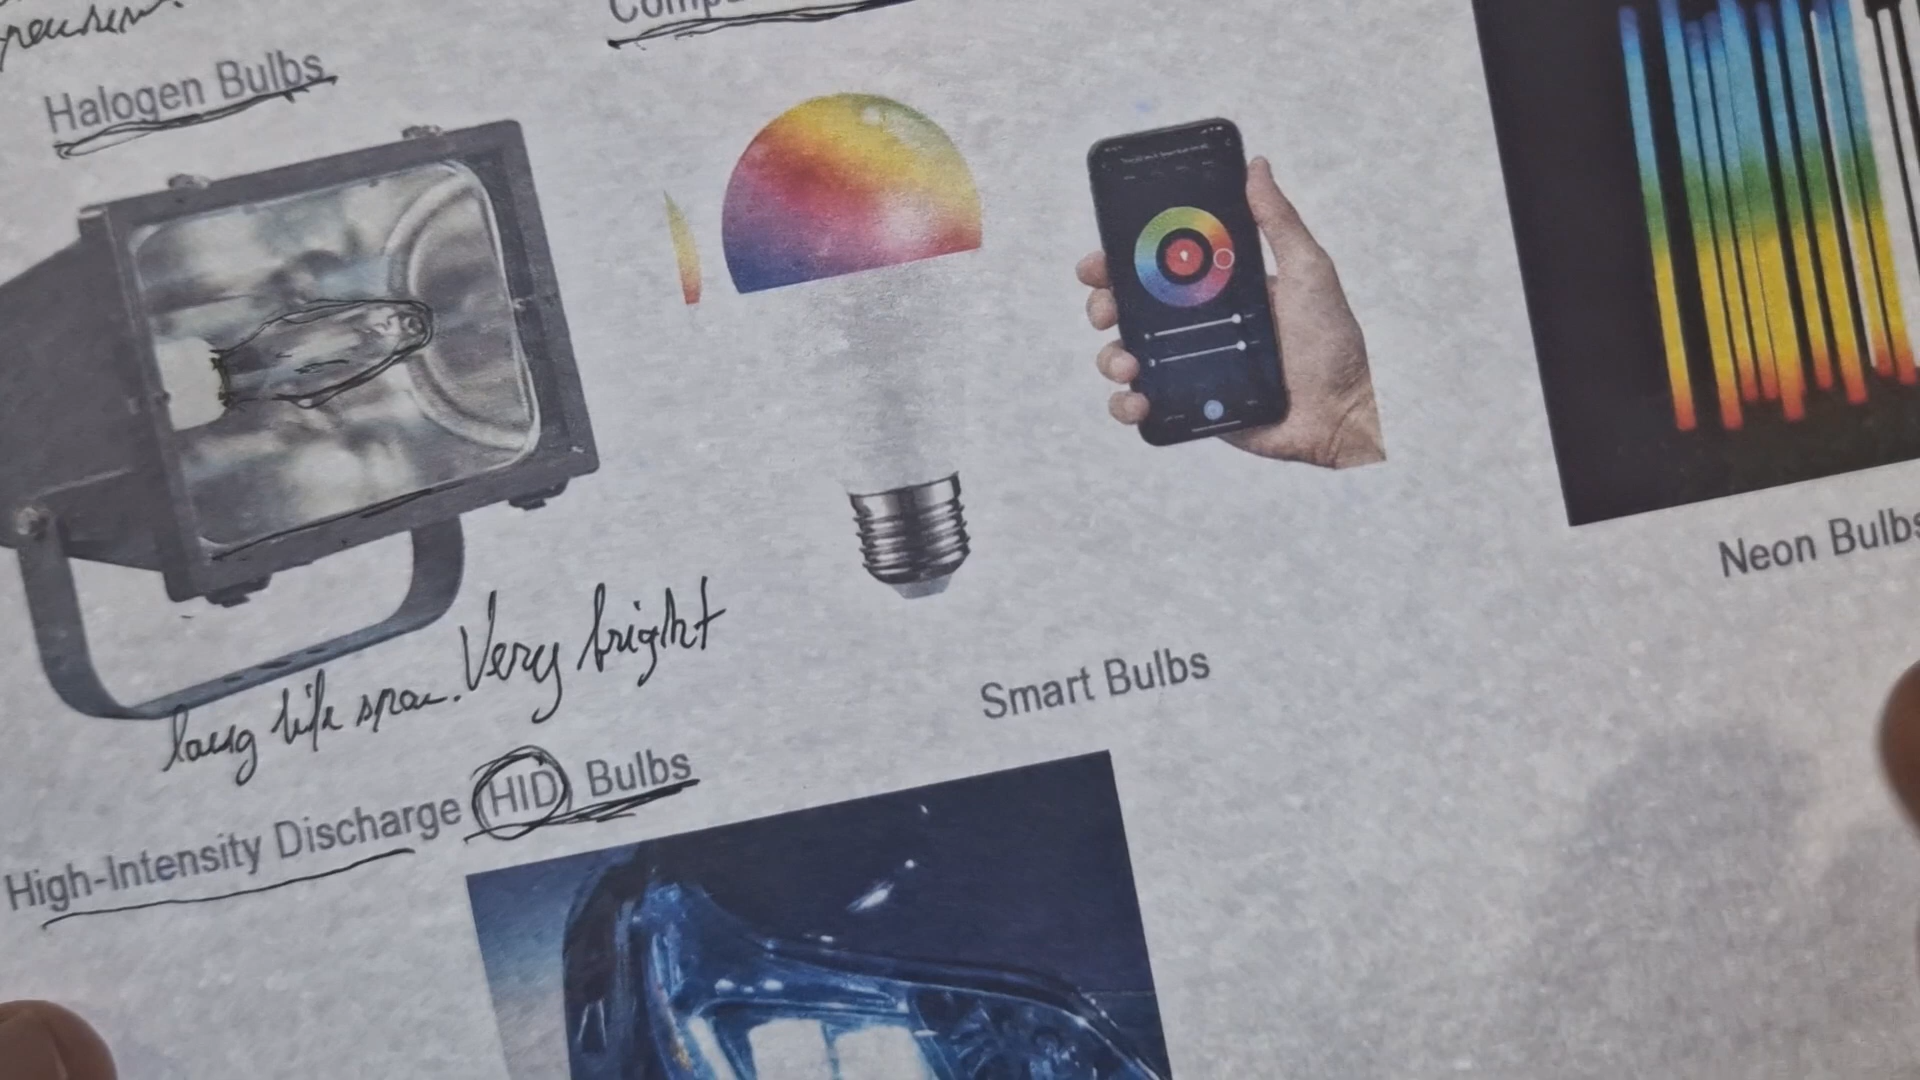 Halogen Bulbs
long life span. Very bright
Smart Bulbs
Neon Bulbs
High-Intensity Discharge (HID) Bulbs